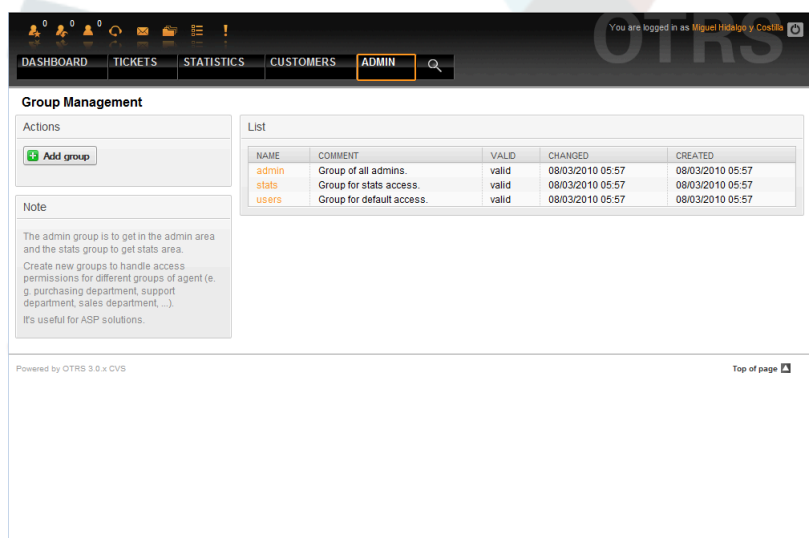 0 0 0
You are logged in as Miguel Hidalgo y Costilla
OTRS
DASHBOARD TICKETS STATISTICS CUSTOMERS ADMIN
Group Management
Actions
Add group
Note
The admin group is to get in the admin area
and the stats group to get stats area.
Create new groups to handle access
permissions for different groups of agent (e.
g. purchasing department, support
department, sales department, ...).
It's useful for ASP solutions.
List
NAME COMMENT VALID CHANGED CREATED
admin Group of all admins. valid 08/03/2010 05:57 08/03/2010 05:57
stats Group for stats access. valid 08/03/2010 05:57 08/03/2010 05:57
users Group for default access. valid 08/03/2010 05:57 08/03/2010 05:57
Powered by OTRS 3.0.x CVS
Top of page